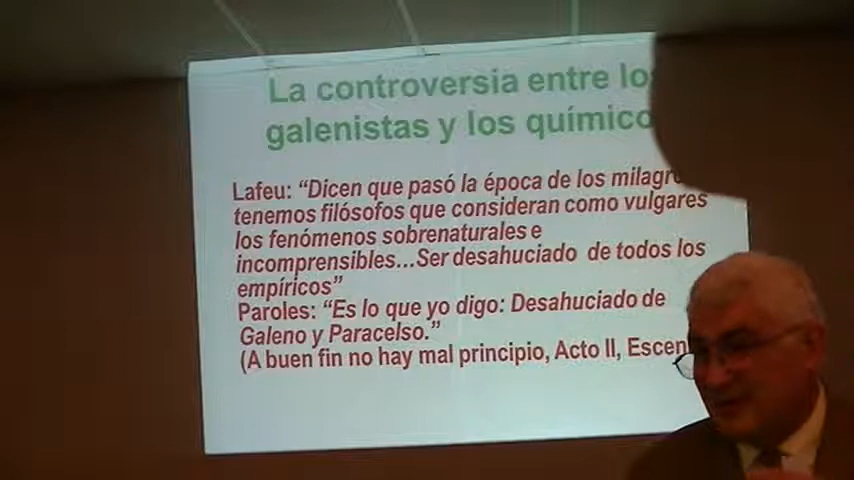 La controversia entre lo
galenistas y los químico
Lafeu: “Dicen que pasó la época de los milagr
tenemos filósofos que consideran como vulgares
los fenómenos sobrenaturales e
incomprensibles...Ser desahuciado de todos los
empíricos”
Paroles: “Es lo que yo digo: Desahuciado de
Galeno y Paracelso.”
(A buen fin no hay mal principio, Acto II, Escen